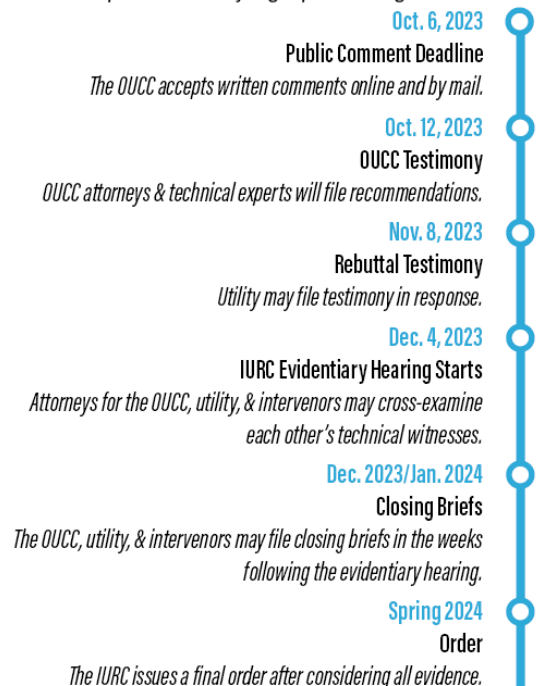 Oct. 6, 2023
Public Comment Deadline
The OUCC accepts written comments online and by mail.
Oct. 12, 2023
OUCC Testimony
OUCC attorneys & technical experts will file recommendations.
Nov. 8, 2023
Rebuttal Testimony
Utility may file testimony in response.
Dec. 4, 2023
IURC Evidentiary Hearing Starts
Attorneys for the OUCC, utility, & intervenors may cross-examine
each other's technical witnesses.
Dec. 2023/Jan. 2024
Closing Briefs
The OUCC, utility, & intervenors may file closing briefs in the weeks
following the evidentiary hearing.
Spring 2024
Order
The IURC issues a final order after considering all evidence.